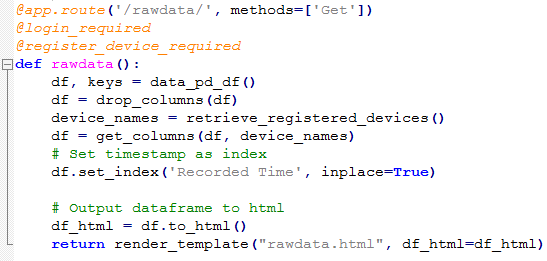 @app.route('/rawdata/', methods=['Get'])
@login_required
@register_device_required
def rawdata():
    df, keys = data_pd_df()
    df = drop_columns(df)
    device_names = retrieve_registered_devices()
    df = get_columns(df, device_names)
    # Set timestamp as index
    df.set_index('Recorded Time', inplace=True)

    # Output dataframe to html
    df_html = df.to_html()
    return render_template("rawdata.html", df_html=df_html)